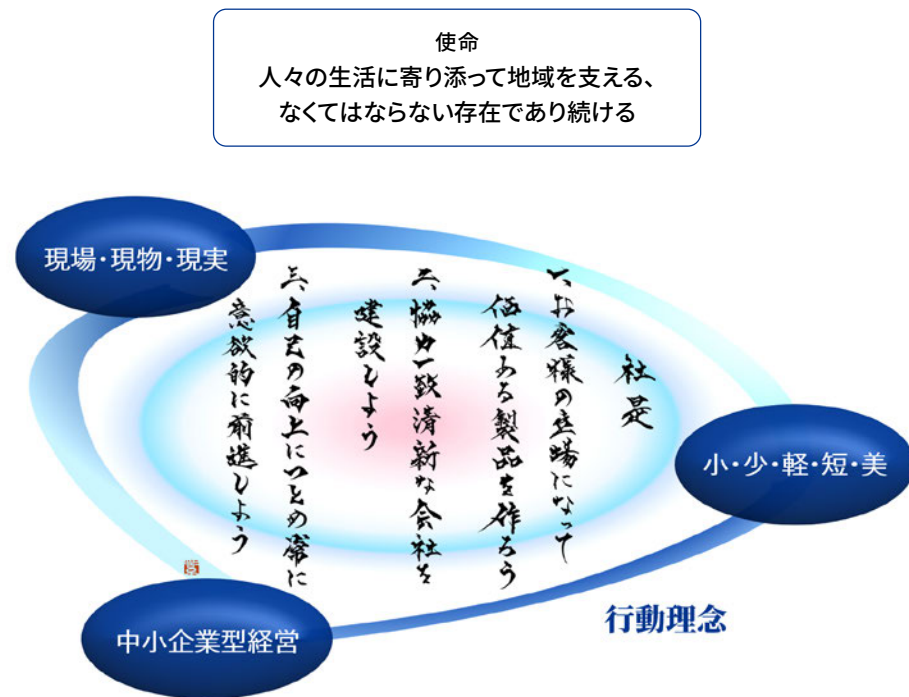 使命
人々の生活に寄り添って地域を支える、
なくてはならない存在であり続ける
現場・現物・現実
社是
一、お客様の立場になって
価値ある製品を作ろう
二、協力一致清新な会社を
建設しよう
三、自己の向上につとめ常に
意欲的に前進しよう
小・少・軽・短・美
中小企業型経営
行動理念